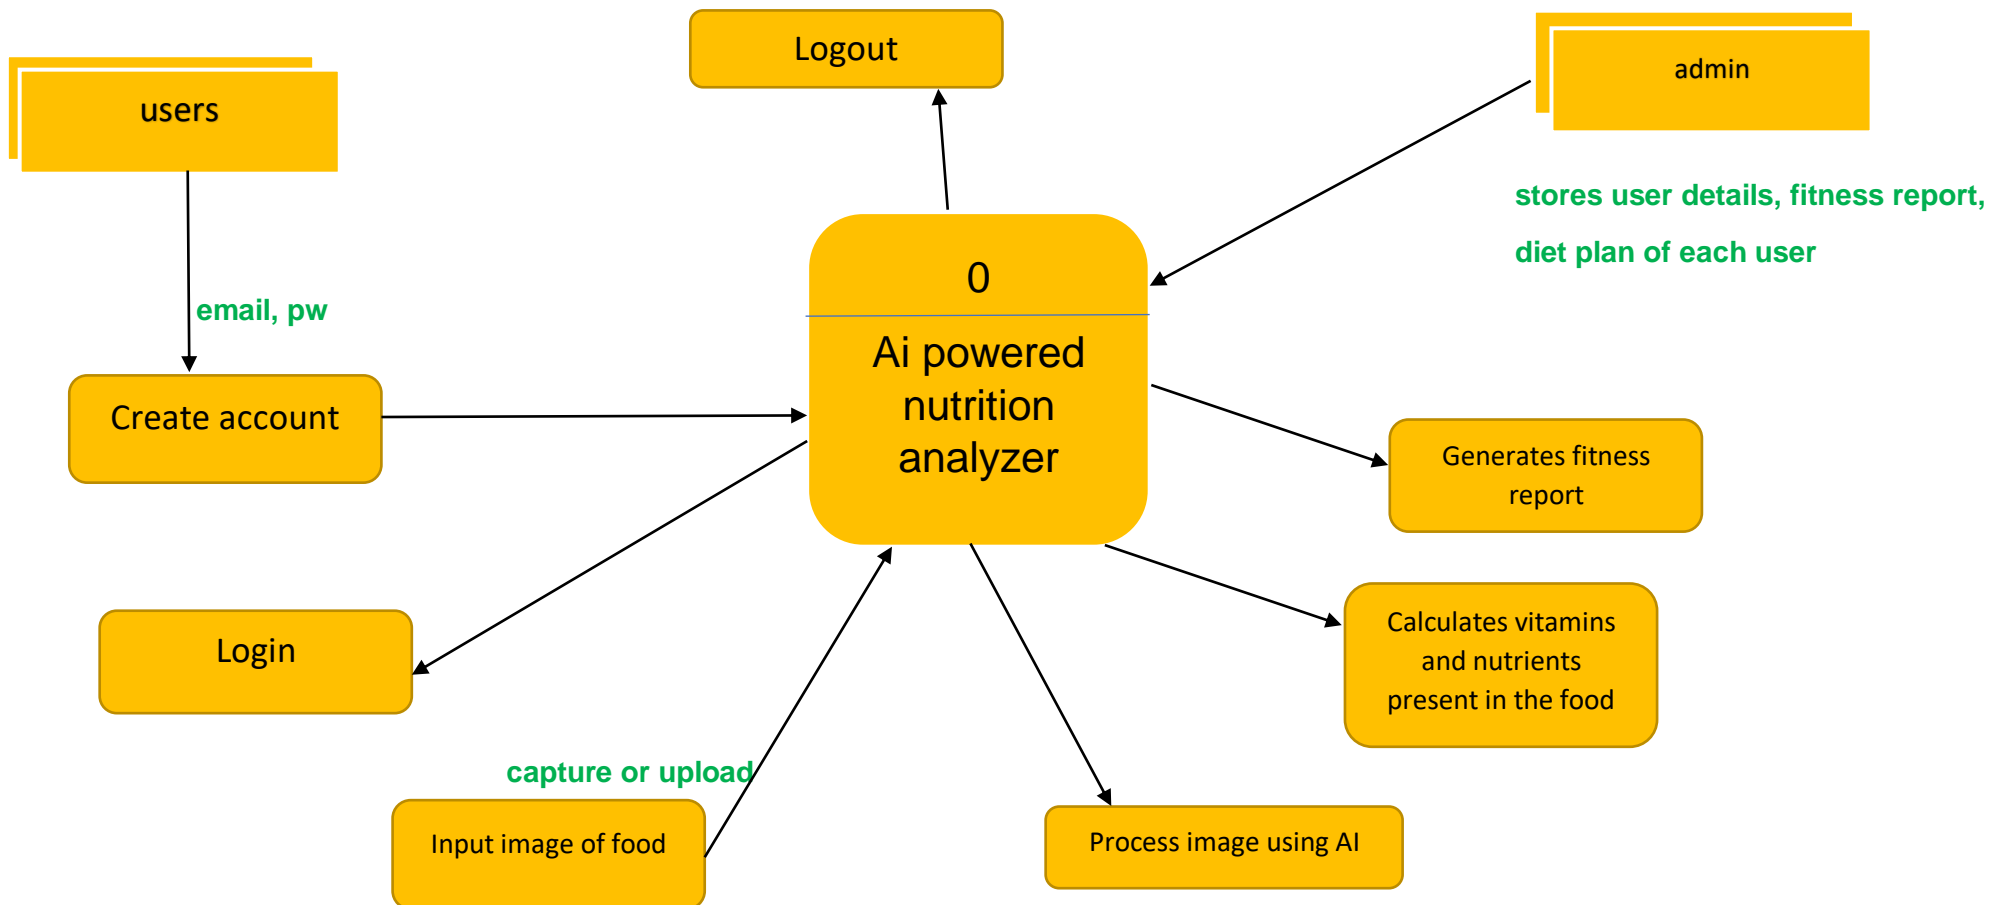 Logout
users
admin
stores user details, fitness report,
diet plan of each user
0
email, pw
Ai powered
nutrition
analyzer
Create account
Generates fitness
report
Login
Calculates vitamins
and nutrients
present in the food
capture or upload
Input image of food
Process image using AI